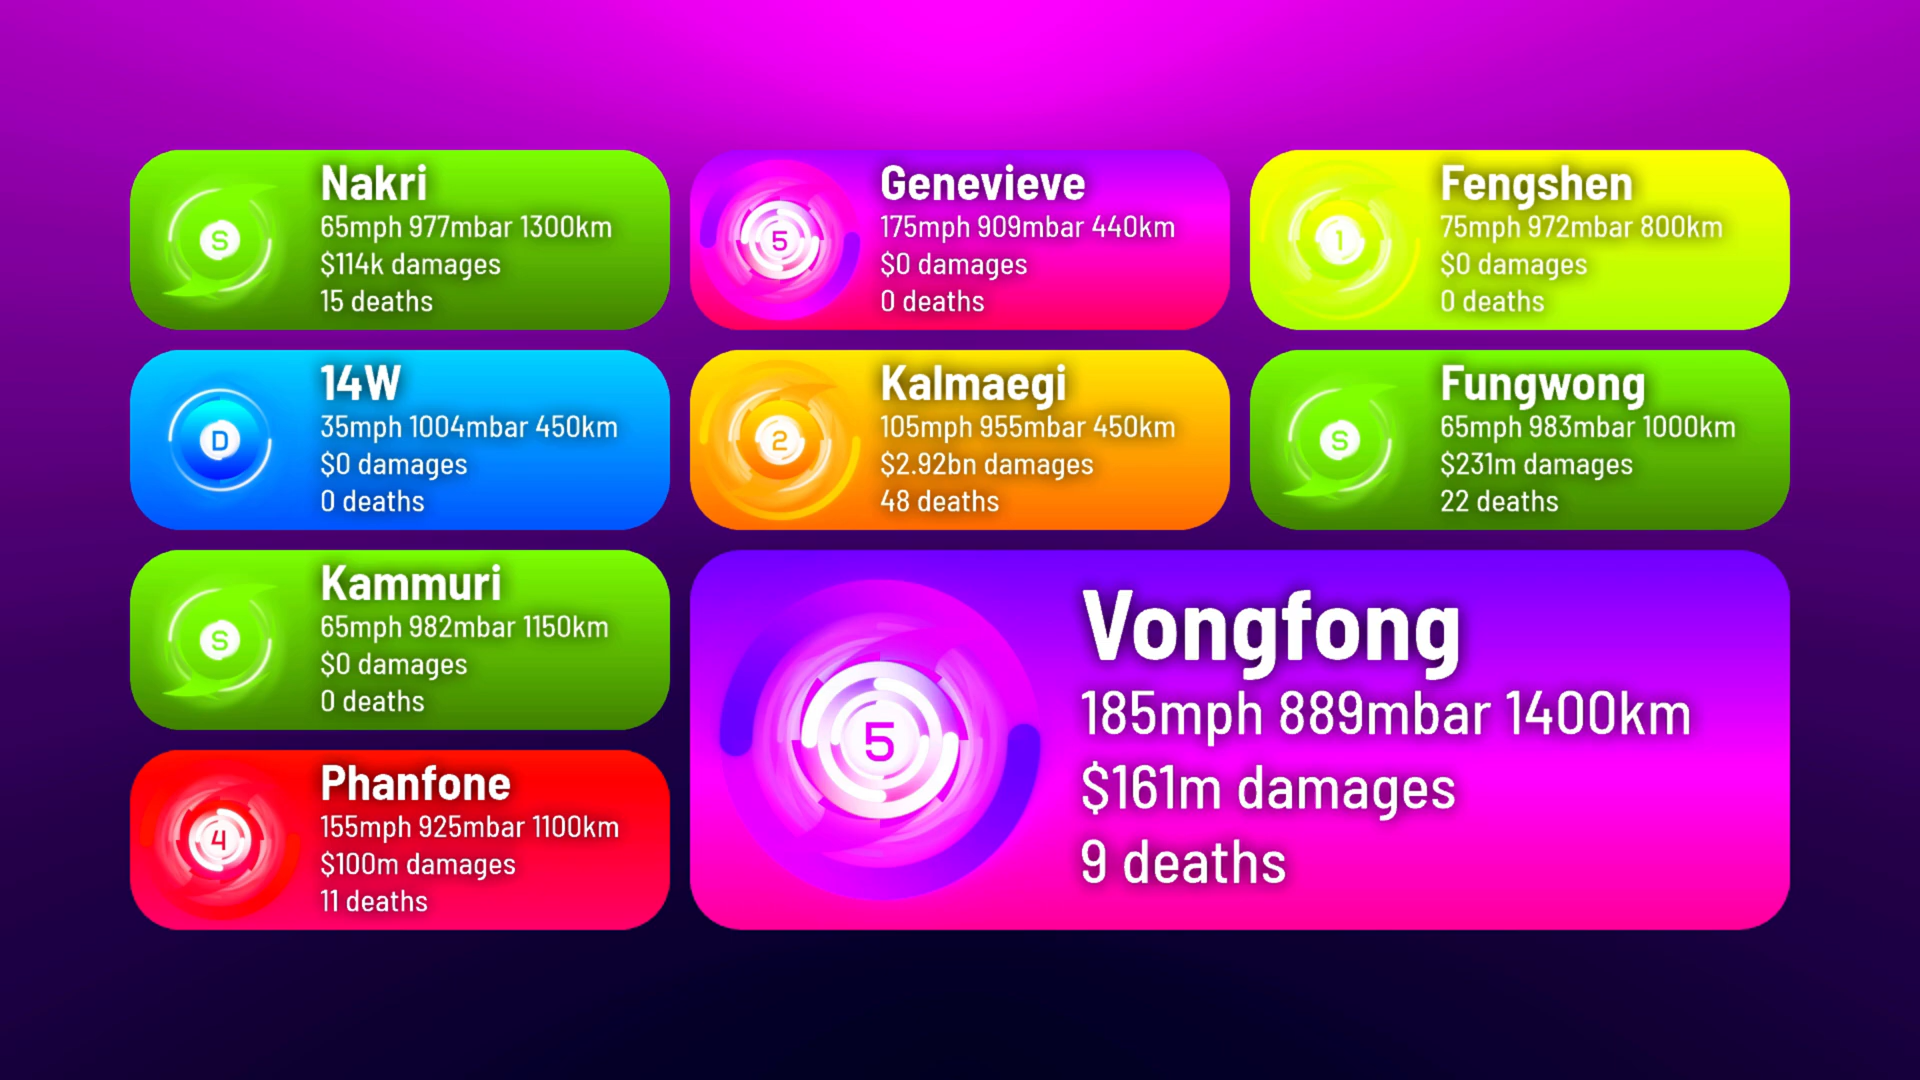 S
Nakri
65mph 977mbar 1300km
$114k damages
15 deaths
5
Genevieve
175mph 909mbar 440km
$0 damages
0 deaths
1
Fengshen
75mph 972mbar 800km
$0 damages
0 deaths
D
14W
35mph 1004mbar 450km
$0 damages
0 deaths
2
Kalmaegi
105mph 955mbar 450km
$2.92bn damages
48 deaths
S
Fungwong
65mph 983mbar 1000km
$231m damages
22 deaths
S
Kammuri
65mph 982mbar 1150km
$0 damages
0 deaths
4
Phanfone
155mph 925mbar 1100km
$100m damages
11 deaths
5
Vongfong
185mph 889mbar 1400km
$161m damages
9 deaths